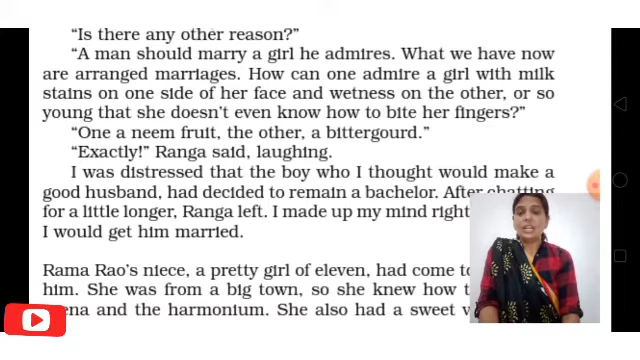 “Is there any other reason?”
“A man should marry a girl he admires. What we have now
are arranged marriages. How can one admire a girl with milk
stains on one side of her face and wetness on the other, or so
young that she doesn’t even know how to bite her fingers?”
“One a neem fruit, the other, a bittergourd.”
“Exactly!” Ranga said, laughing.
I was distressed that the boy who I thought would make a
good husband, had decided to remain a bachelor. After chatting
for a little longer, Ranga left. I made up my mind right
I would get him married.
Rama Rao’s niece, a pretty girl of eleven, had come to
him. She was from a big town, so she knew how
and the harmonium. She also had a sweet